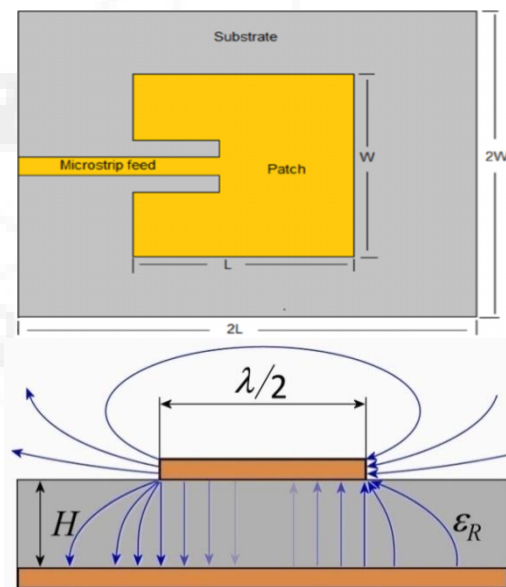 Substrate
Microstrip feed
Patch
W
2W
L
2L
λ/2
H
εR